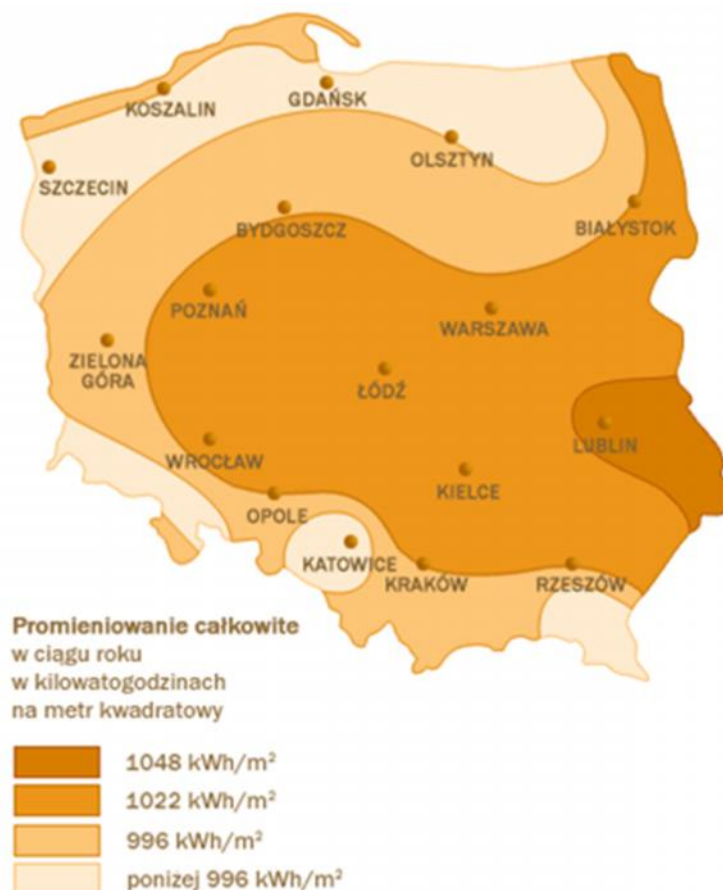 KOSZALIN
GDAŃSK
OLSZTYN
SZCZECIN
BYDGOSZCZ
BIAŁYSTOK
POZNAŃ
WARSZAWA
ZIELONA
GÓRA
ŁÓDŹ
LUBLIN
WROCŁAW
KIELCE
OPOLE
KATOWICE
KRAKÓW
RZESZÓW
Promieniowanie całkowite
w ciągu roku
w kilowatogodzinach
na metr kwadratowy
1048 kWh/m²
1022 kWh/m²
996 kWh/m²
poniżej 996 kWh/m²